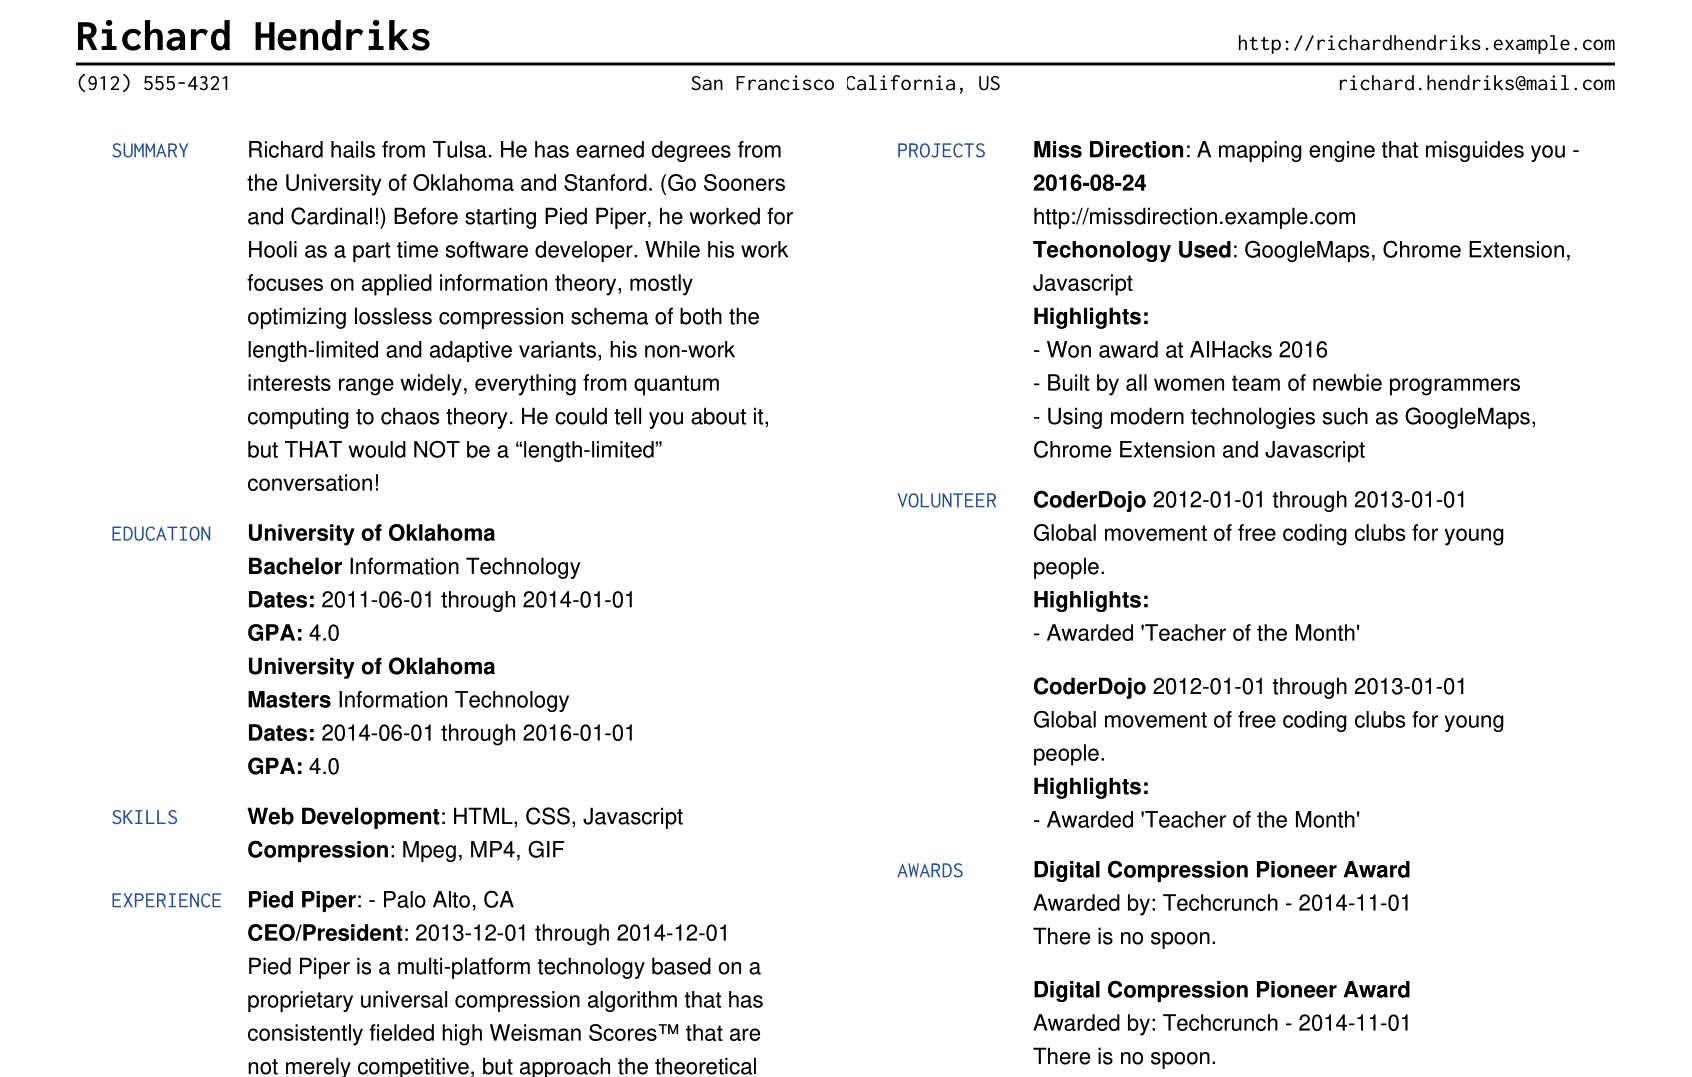 Richard Hendriks
http://richardhendriks.example.com
(912) 555-4321
San Francisco California, US
richard.hendriks@mail.com
SUMMARY
Richard hails from Tulsa. He has earned degrees from
the University of Oklahoma and Stanford. (Go Sooners
and Cardinal!) Before starting Pied Piper, he worked for
Hooli as a part time software developer. While his work
focuses on applied information theory, mostly
optimizing lossless compression schema of both the
length-limited and adaptive variants, his non-work
interests range widely, everything from quantum
computing to chaos theory. He could tell you about it,
but THAT would NOT be a “length-limited”
conversation!
EDUCATION
University of Oklahoma
Bachelor Information Technology
Dates: 2011-06-01 through 2014-01-01
GPA: 4.0
University of Oklahoma
Masters Information Technology
Dates: 2014-06-01 through 2016-01-01
GPA: 4.0
SKILLS
Web Development: HTML, CSS, Javascript
Compression: Mpeg, MP4, GIF
EXPERIENCE
Pied Piper: - Palo Alto, CA
CEO/President: 2013-12-01 through 2014-12-01
Pied Piper is a multi-platform technology based on a
proprietary universal compression algorithm that has
consistently fielded high Weisman Scores™ that are
not merely competitive, but approach the theoretical
PROJECTS
Miss Direction: A mapping engine that misguides you -
2016-08-24
http://missdirection.example.com
Techonology Used: GoogleMaps, Chrome Extension,
Javascript
Highlights:
- Won award at AIHacks 2016
- Built by all women team of newbie programmers
- Using modern technologies such as GoogleMaps,
Chrome Extension and Javascript
VOLUNTEER
CoderDojo 2012-01-01 through 2013-01-01
Global movement of free coding clubs for young
people.
Highlights:
- Awarded 'Teacher of the Month'
CoderDojo 2012-01-01 through 2013-01-01
Global movement of free coding clubs for young
people.
Highlights:
- Awarded 'Teacher of the Month'
AWARDS
Digital Compression Pioneer Award
Awarded by: Techcrunch - 2014-11-01
There is no spoon.
Digital Compression Pioneer Award
Awarded by: Techcrunch - 2014-11-01
There is no spoon.